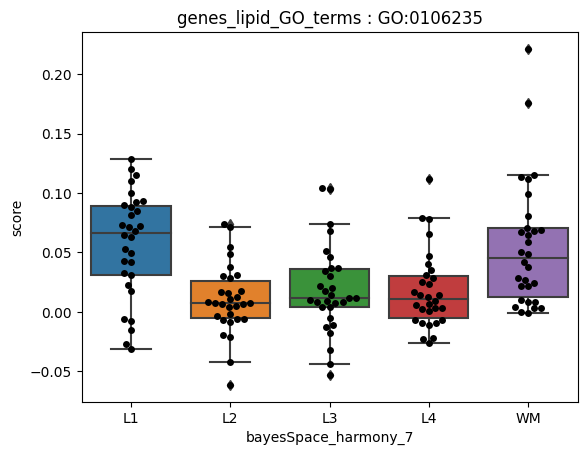 genes_lipid_GO_terms : GO:0106235
0.20
0.15
0.10
0.05
0.00
−0.05
score
L1 L2 L3 L4 WM
bayesSpace_harmony_7